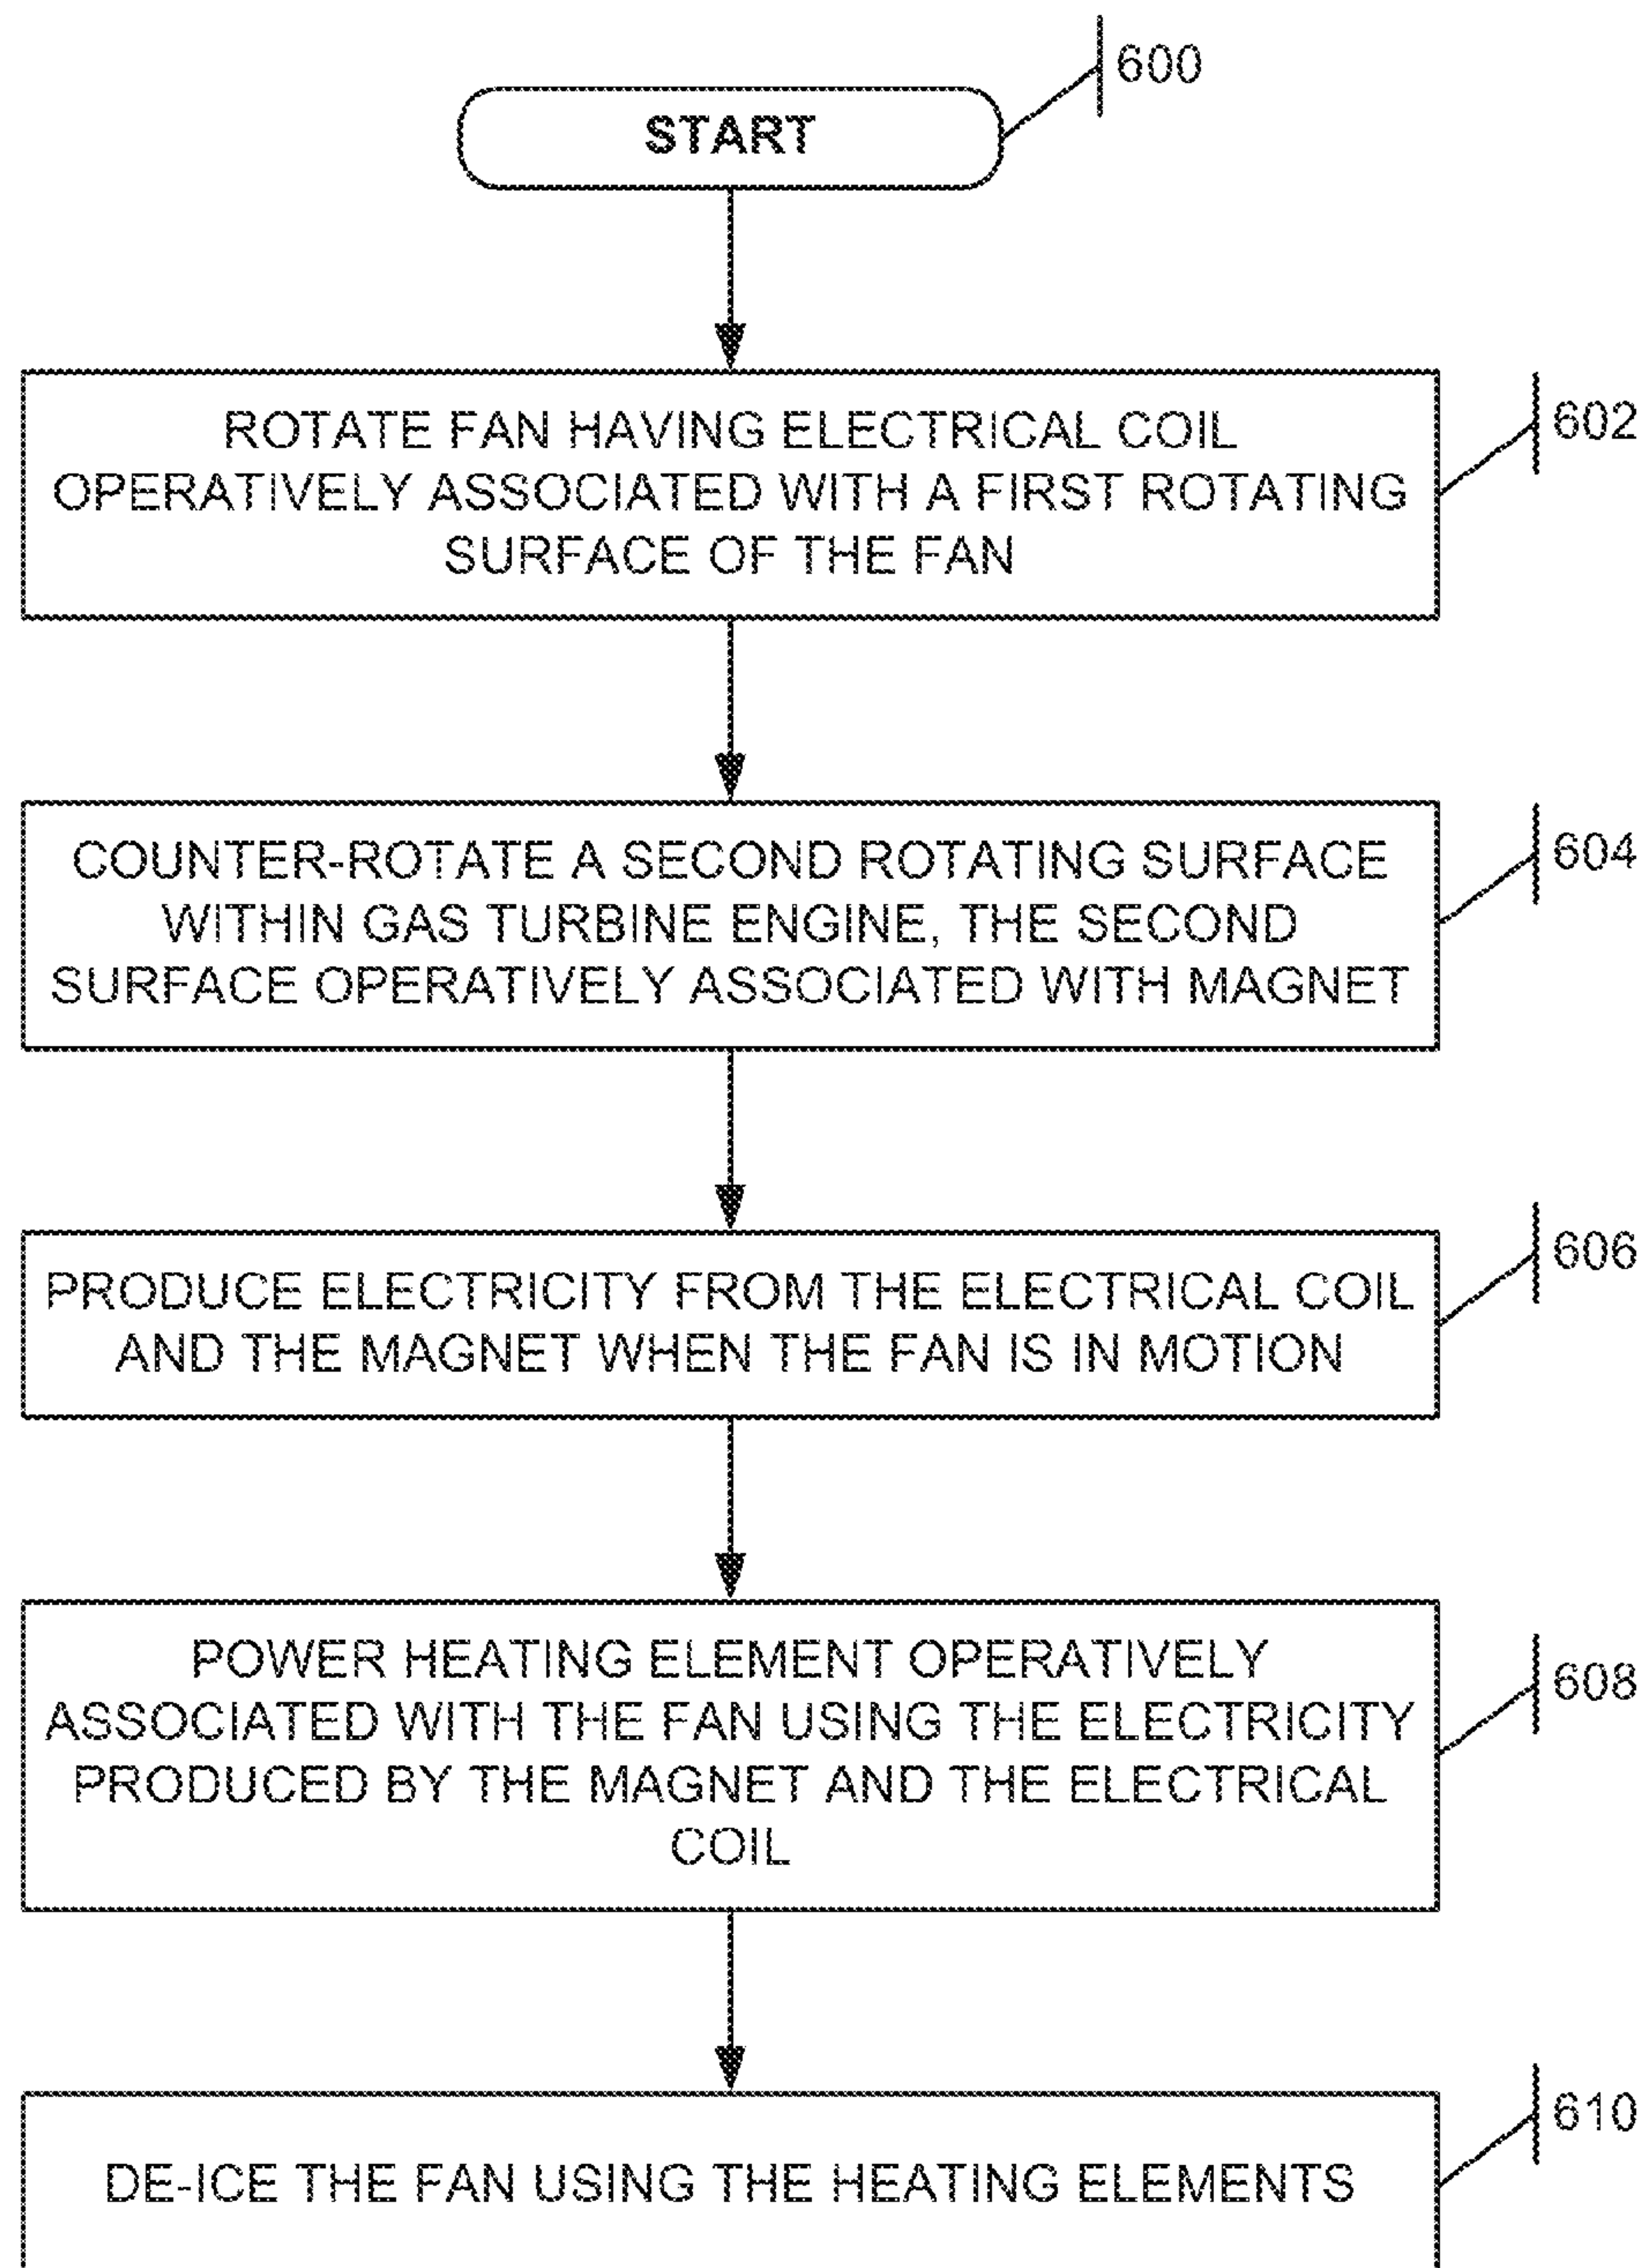 600
START
602
ROTATE FAN HAVING ELECTRICAL COIL
OPERATIVELY ASSOCIATED WITH A FIRST ROTATING
SURFACE OF THE FAN
604
COUNTER-ROTATE A SECOND ROTATING SURFACE
WITHIN GAS TURBINE ENGINE, THE SECOND
SURFACE OPERATIVELY ASSOCIATED WITH MAGNET
606
PRODUCE ELECTRICITY FROM THE ELECTRICAL COIL
AND THE MAGNET WHEN THE FAN IS IN MOTION
608
POWER HEATING ELEMENT OPERATIVELY
ASSOCIATED WITH THE FAN USING THE ELECTRICITY
PRODUCED BY THE MAGNET AND THE ELECTRICAL
COIL
610
DE-ICE THE FAN USING THE HEATING ELEMENTS